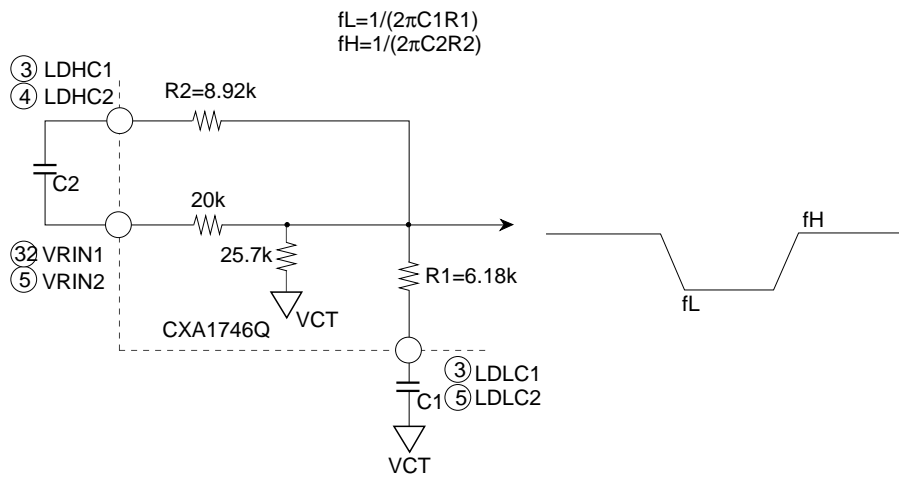 fL=1/(2πC1R1)
fH=1/(2πC2R2)
③ LDHC1
④ LDHC2
R2=8.92k
C2
20k
㉜ VRIN1
⑤ VRIN2
25.7k
VCT
R1=6.18k
CXA1746Q
C1
③ LDLC1
⑤ LDLC2
VCT
fH
fL